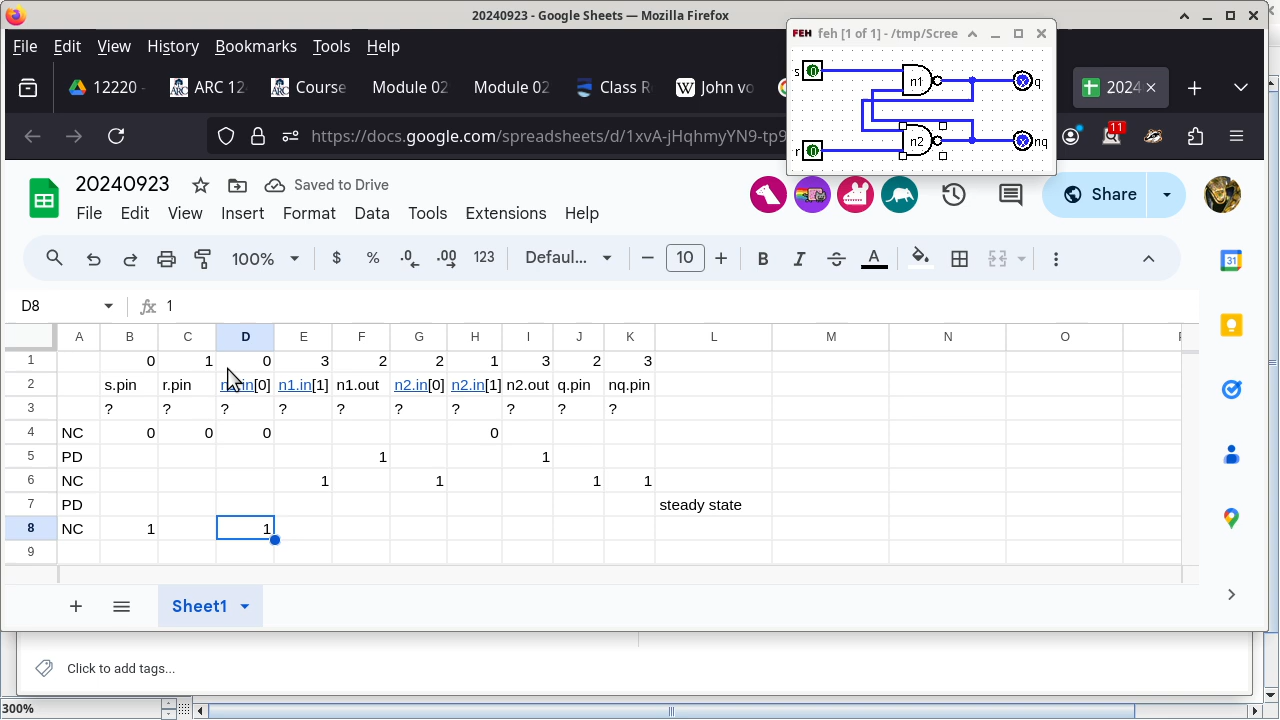 20240923 - Google Sheets — Mozilla Firefox
FEH feh [1 of 1] - /tmp/Scree
File Edit View History Bookmarks Tools Help
12220 - ARC 12 Course Module 02 Module 02 Class R W John vo 2024
s n1 q
r n2 nq
https://docs.google.com/spreadsheets/d/1xvA-jHqhmyYN9-tp9
11
20240923 Saved to Drive
File Edit View Insert Format Data Tools Extensions Help
Share
100% $ % .0 .00 123 Defaul... 10 B I A
31
D8 fx 1
A B C D E F G H I J K L M N O
1 0 1 0 3 2 2 1 3 2 3
2 s.pin r.pin n1.in[0] n1.in[1] n1.out n2.in[0] n2.in[1] n2.out q.pin nq.pin
3 ? ? ? ? ? ? ? ? ? ?
4 NC 0 0 0 0
5 PD 1 1
6 NC 1 1 1 1
7 PD steady state
8 NC 1 1
9
Sheet1
Click to add tags...
300%